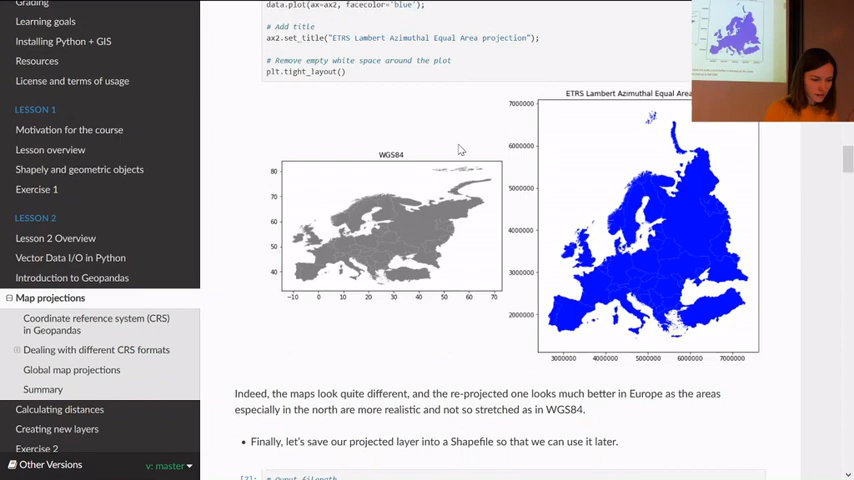 Grading
Learning goals
Installing Python + GIS
Resources
License and terms of usage
LESSON 1
Motivation for the course
Lesson overview
Shapely and geometric objects
Exercise 1
LESSON 2
Lesson 2 Overview
Vector Data I/O in Python
Introduction to Geopandas
Map projections
Coordinate reference system (CRS)
in Geopandas
Dealing with different CRS formats
Global map projections
Summary
Calculating distances
Creating new layers
Exercise 2
Other Versions
v: master
data.plot(ax=ax2, facecolor='blue');
# Add title
ax2.set_title("ETRS Lambert Azimuthal Equal Area projection");
# Remove empty white space around the plot
plt.tight_layout()
WGS84
80
70
60
50
40
−10 0 10 20 30 40 50 60 70
ETRS Lambert Azimuthal Equal Area
7000000
6000000
5000000
4000000
3000000
2000000
3000000 4000000 5000000 6000000 7000000
Indeed, the maps look quite different, and the re-projected one looks much better in Europe as the areas
especially in the north are more realistic and not so stretched as in WGS84.
• Finally, let's save our projected layer into a Shapefile so that we can use it later.
[7]:
# Ouput filepath